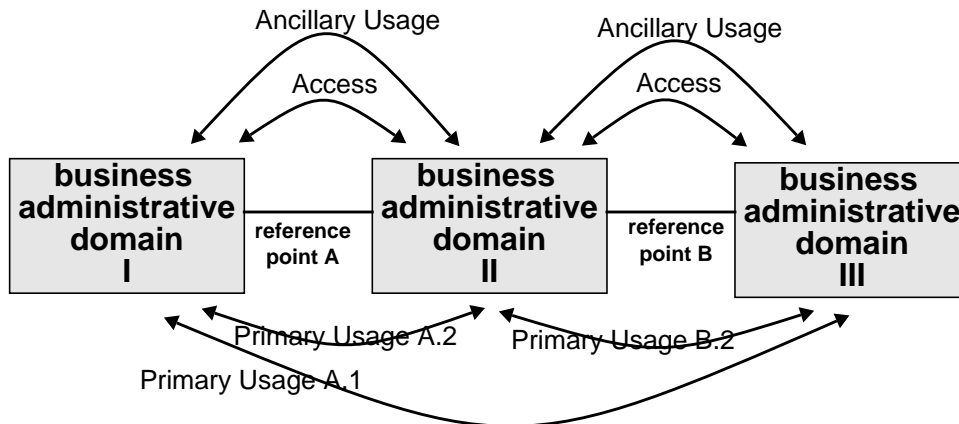 Ancillary Usage
Ancillary Usage
Access
Access
business
administrative
domain
I
reference
point A
business
administrative
domain
II
reference
point B
business
administrative
domain
III
Primary Usage A.2
Primary Usage B.2
Primary Usage A.1